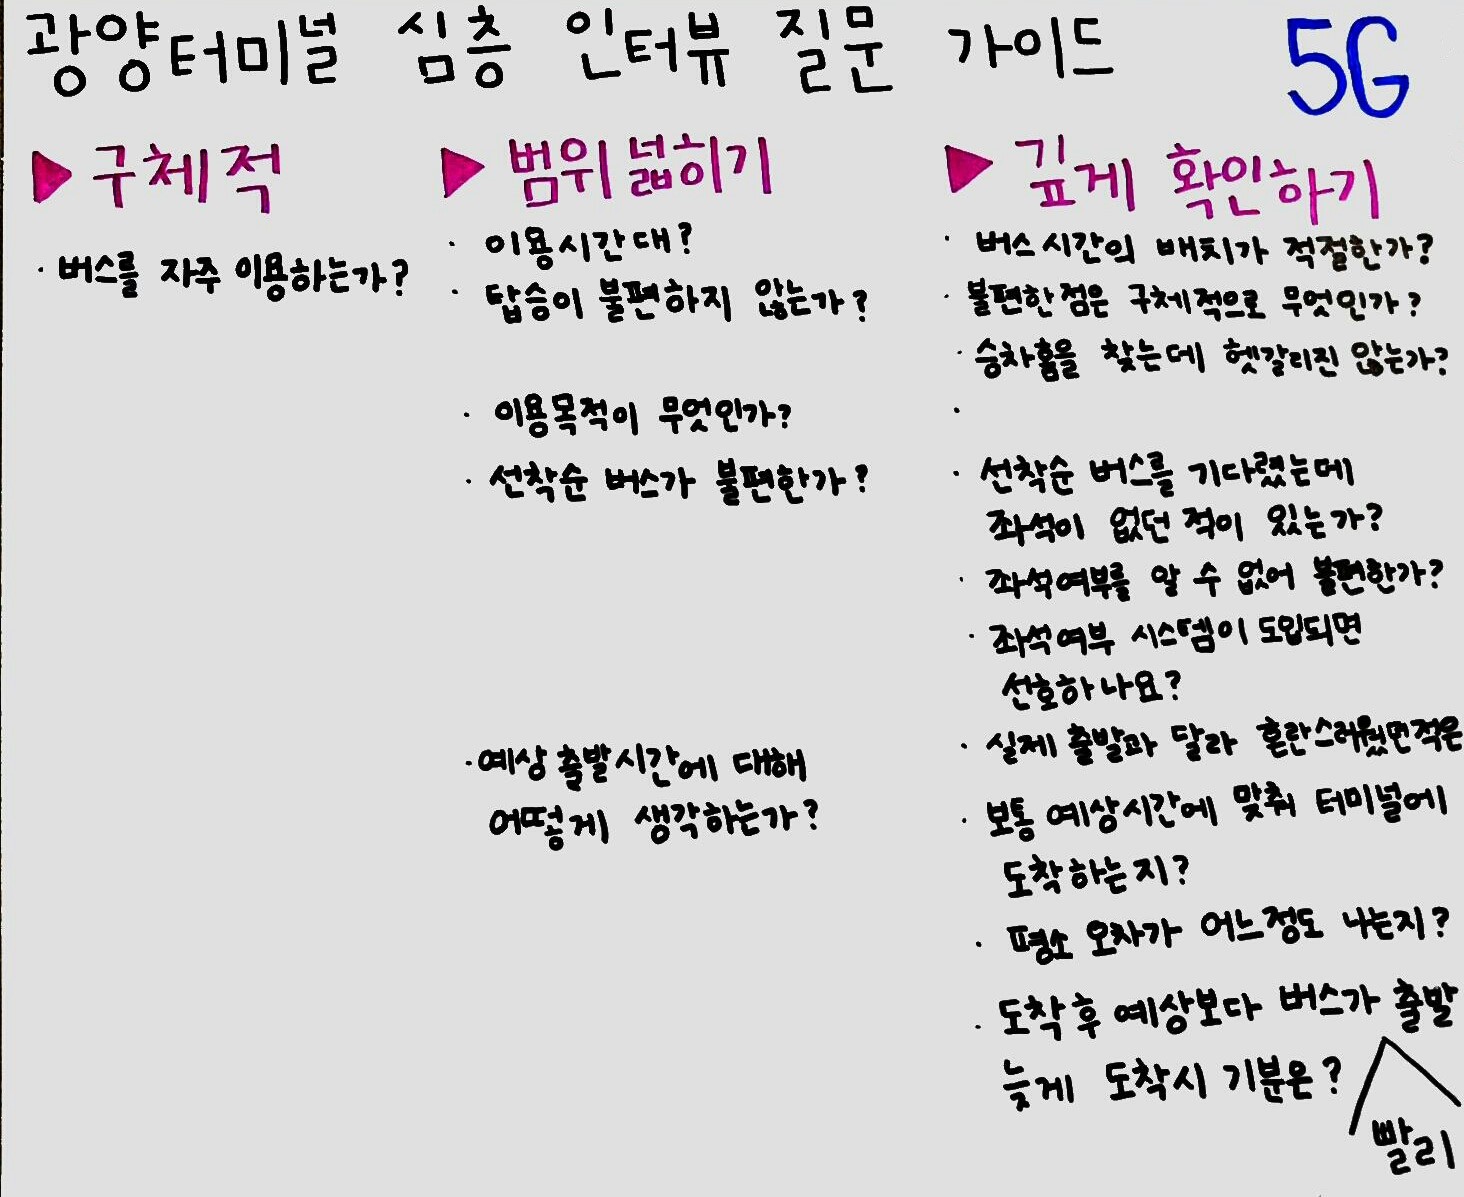 광양터미널 심층 인터뷰 질문 가이드 5G
▶ 구체적
· 버스를 자주 이용하는가?
▶ 범위 넓히기
· 이용시간대?
· 탑승이 불편하지 않는가?
· 이용목적이 무엇인가?
· 선착순 버스가 불편한가?
· 예상 출발시간에 대해
어떻게 생각하는가?
▶ 깊게 확인하기
· 버스시간의 배치가 적절한가?
· 불편한점은 구체적으로 무엇인가?
· 승차홈을 찾는데 헷갈리진 않는가?
·
· 선착순 버스를 기다렸는데
좌석이 없던 적이 있는가?
· 좌석여부를 알 수 없어 불편한가?
· 좌석여부 시스템이 도입되면
선호하나요?
· 실제 출발과 달라 혼란스러웠던적은
· 보통 예상시간에 맞춰 터미널에
도착하는지?
· 평소 오차가 어느정도 나는지?
· 도착후 예상보다 버스가 출발
늦게 도착시 기분은?
빨리